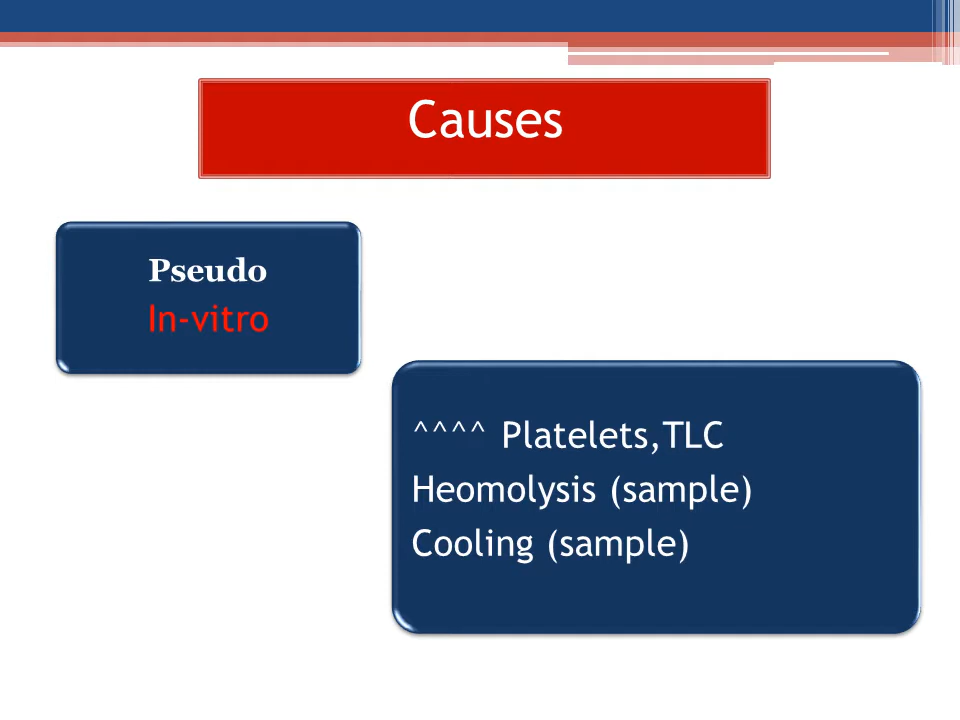 Causes
Pseudo
In-vitro
^^^^ Platelets,TLC
Heomolysis (sample)
Cooling (sample)